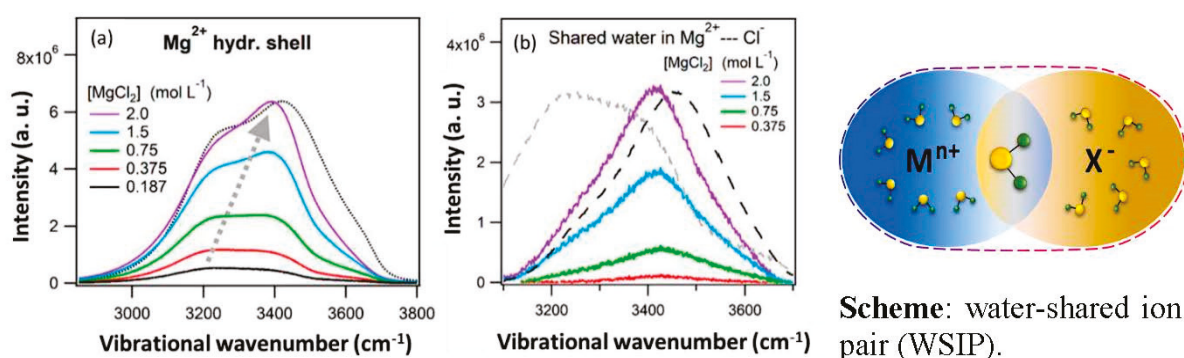 (a)
Mg²⁺ hydr. shell
8x10⁶
6
4
2
0
Intensity (a. u.)
[MgCl₂] (mol L⁻¹)
2.0
1.5
0.75
0.375
0.187
3000
3200
3400
3600
3800
Vibrational wavenumber (cm⁻¹)
(b)
Shared water in Mg²⁺ --- Cl⁻
4x10⁶
3
2
1
0
Intensity (a. u.)
[MgCl₂] (mol L⁻¹)
2.0
1.5
0.75
0.375
3200
3400
3600
Vibrational wavenumber (cm⁻¹)
Mⁿ⁺
X⁻
Scheme: water-shared ion
pair (WSIP).